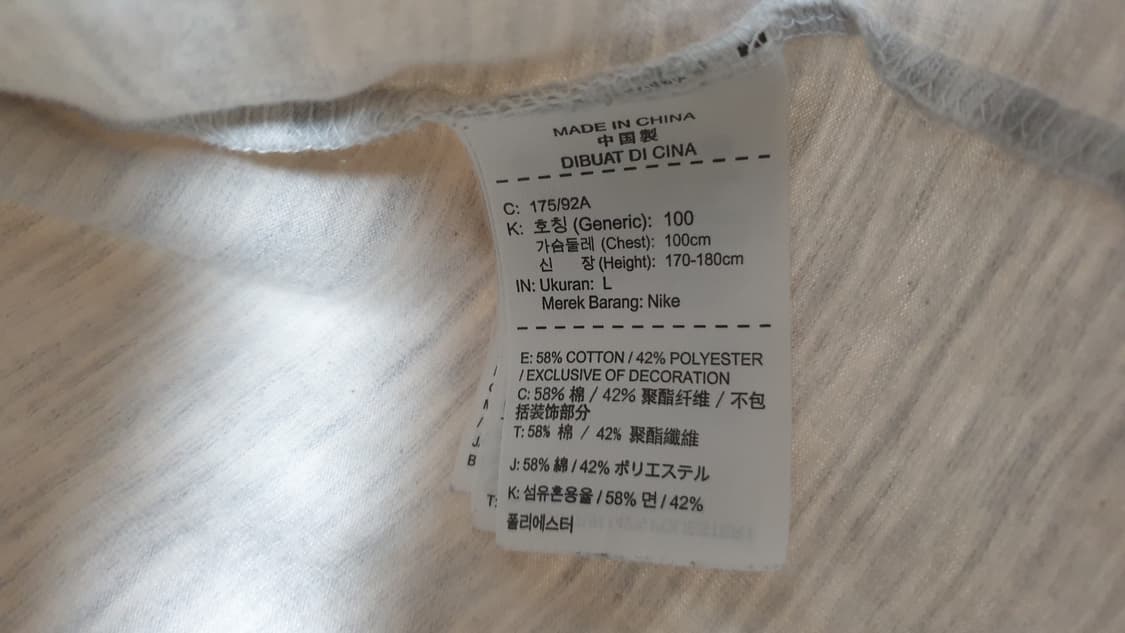 MADE IN CHINA
中国製
DIBUAT DI CINA
C: 175/92A
K: 호칭 (Generic): 100
가슴둘레 (Chest): 100cm
신 장 (Height): 170-180cm
IN: Ukuran: L
Merek Barang: Nike
E: 58% COTTON / 42% POLYESTER
/ EXCLUSIVE OF DECORATION
C: 58% 棉 / 42% 聚酯纤维 / 不包
括装饰部分
T: 58% 棉 / 42% 聚酯纖維
J: 58% 綿 / 42% ポリエステル
K: 섬유혼용율 / 58% 면 / 42%
폴리에스터
T: